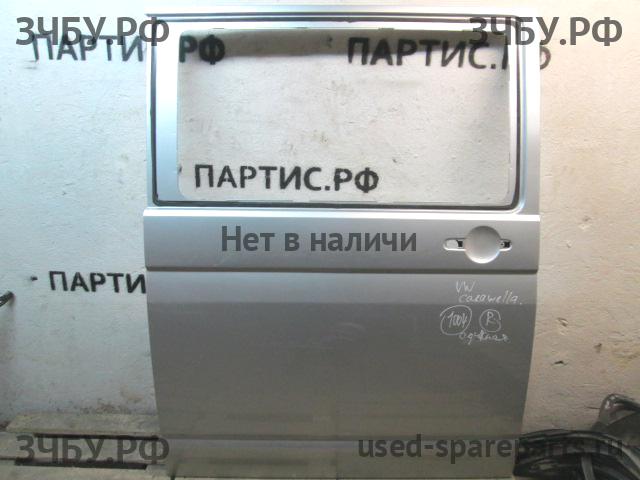 ЗЧБУ.РФ
ЗЧБУ.РФ
ПАРТИС.РФ
ПАРТИС.РФ
ПАРТИС.РФ
Нет в наличи
ПАРТИ
VW
caravella.
100% R
ЗЧБУ.РФ
used-spareparts.ru